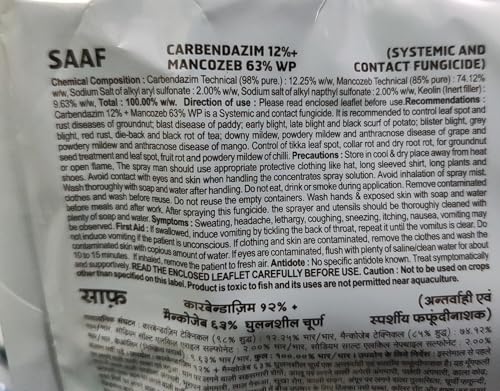 SAAF CARBENDAZIM 12%+ (SYSTEMIC AND
MANCOZEB 63% WP CONTACT FUNGICIDE)
Chemical Composition : Carbendazim Technical (98% pure.) : 12.25% w/w, Mancozeb Technical (85% pure) : 74.12%
w/w, Sodium Salt of alkyl aryl sulfonate : 2.00% w/w, Sodium Salt of alkyl napthyl sulfonate : 2.00% w/w, Keolin (Inert filler) :
9.63% w/w, Total : 100.00% w/w. Direction of use : Please read enclosed leaflet before use. Recommendations :
Carbendazim 12% + Mancozeb 63% WP is a Systemic and contact fungicide. It is recommended to control leaf spot and
rust diseases of groundnut; blast disease of paddy; early blight, late blight and black scurf of potato; blister blight, grey
blight, red rust, die-back and black rot of tea; downy mildew, powdery mildew and anthracnose disease of grape and
powdery mildew and anthracnose disease of mango. Control of tikka leaf spot, collar rot and dry root rot, for groundnut
seed treatment and leaf spot, fruit rot and powdery mildew of chilli. Precautions : Store in cool & dry place away from heat
or open flame, The spray man should use appropriate protective clothing like hat, long sleeved shirt, long plants and
shoes. Avoid contact with eyes and skin when handling the concentrates spray solution. Avoid inhalation of spray mist.
Wash thoroughly with soap and water after handling. Do not eat, drink or smoke during application. Remove contaminated
clothes and wash before reuse. Do not reuse the empty containers. Wash hands & exposed skin with soap and water
before meals and after work. After spraying this fungicide, the sprayer and utensils should be thoroughly cleaned with
plenty of soap and water. Symptoms : Sweating, headache, lethargy, coughing, sneezing, itching, nausea, vomiting may
be observed. First Aid : If swallowed, induce vomiting by tickling the back of throat, repeat it until the vomitus is clear. Do
not induce vomiting if the patient is unconscious. If clothing and skin are contaminated, remove the clothes and wash the
contaminated skin with copious amount of water. If eyes are contaminated, flush with plenty of saline/clean water for about
10 to 15 minutes. If inhaled, remove the patient to fresh air. Antidote : No specific antidote known. Treat symptomatically
and supportively. READ THE ENCLOSED LEAFLET CAREFULLY BEFORE USE. Caution : Not to be used on crops
other than specified on this label. Product is toxic to fish and its uses are not permitted near aquaculture.
साफ़ कारबेन्डाज़िम १२% + (अन्तर्वाही एवं
मैन्कोजेब ६३% घुलनशील चूर्ण स्पर्शीय फफूंदीनाशक)
रासायनिक संगठन : कारबेन्डाज़िम टेक्निकल (९८% शुद्ध) : १२.२५% भार/भार, मैन्कोजेब टेक्निकल (८५% शुद्ध) : ७४.१२%